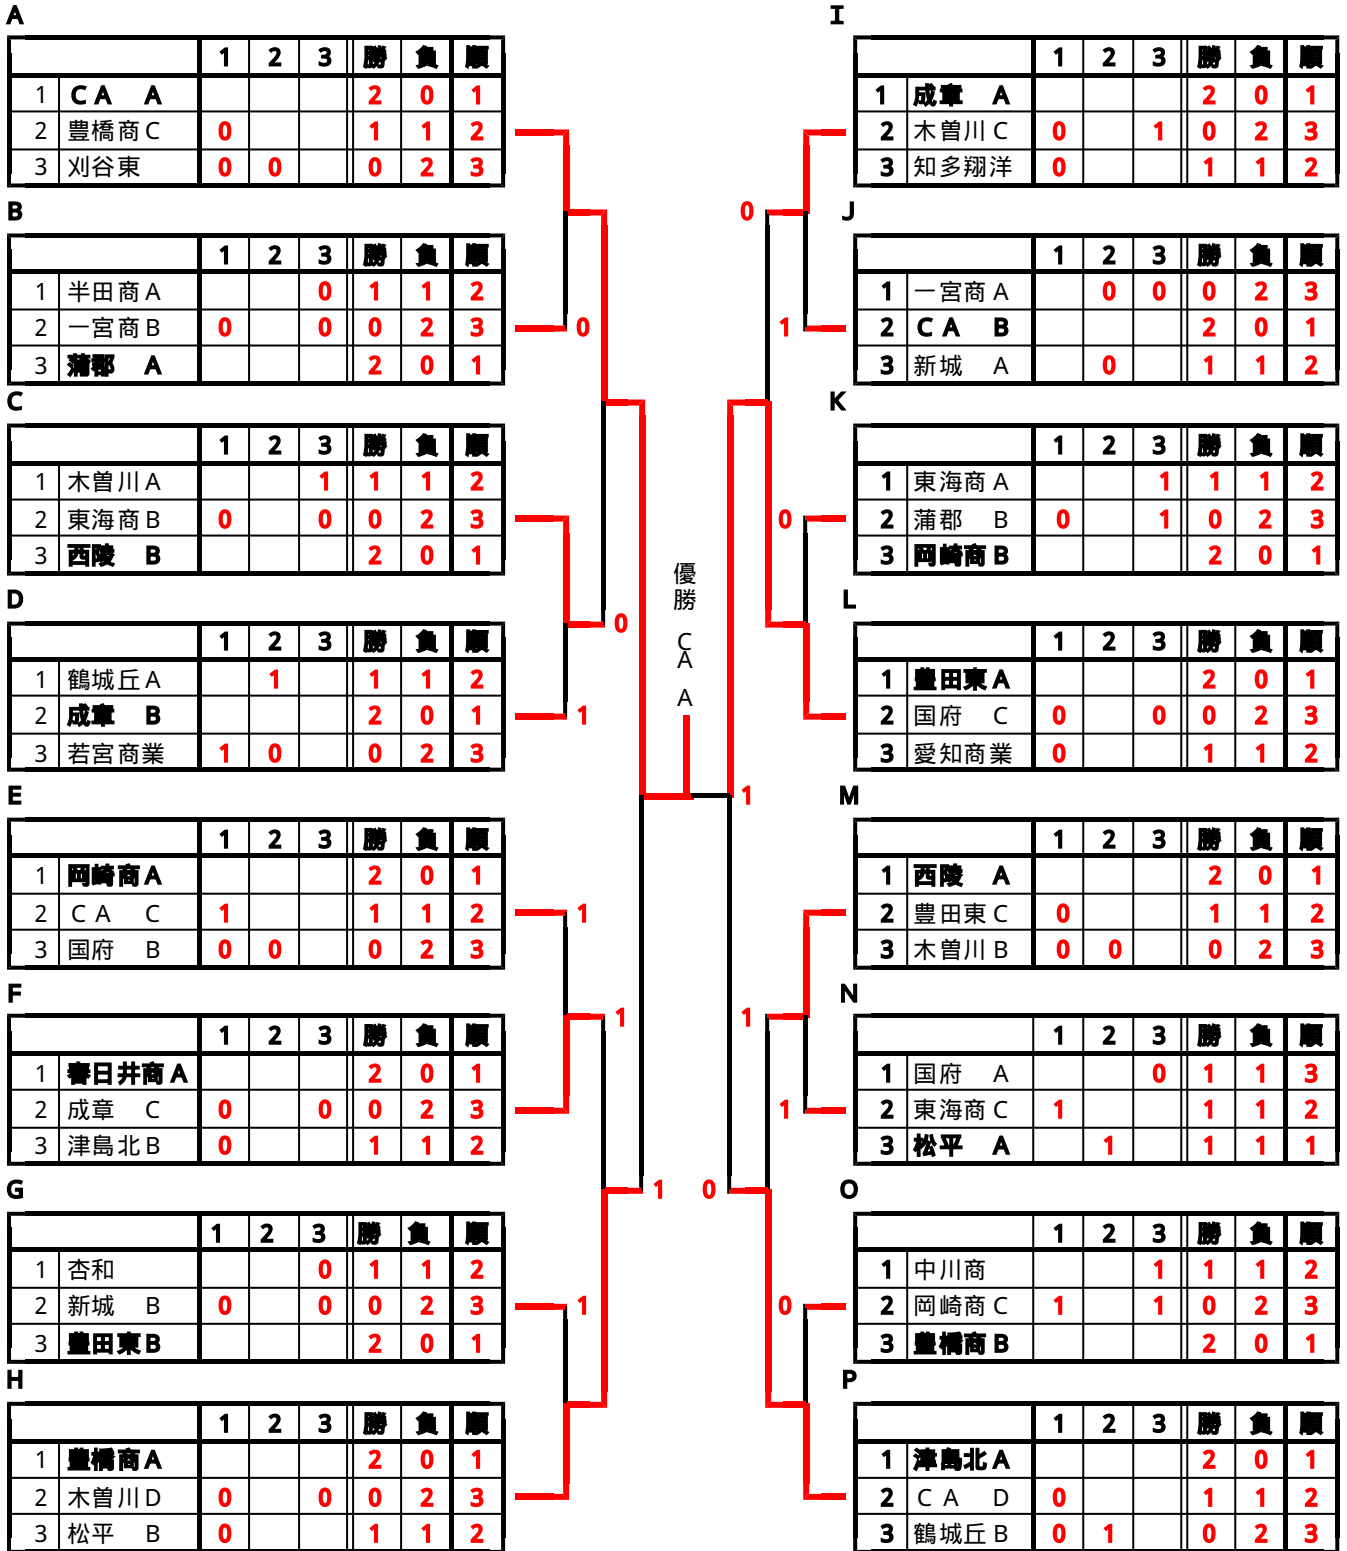 A
1 2 3 勝 負 順
1 ＣＡ　Ａ 2 0 1
2 豊橋商Ｃ 0 1 1 2
3 刈谷東 0 0 0 2 3
B
1 2 3 勝 負 順
1 半田商Ａ 0 1 1 2
2 一宮商Ｂ 0 0 0 2 3
3 蒲郡　Ａ 2 0 1
C
1 2 3 勝 負 順
1 木曽川Ａ 1 1 1 2
2 東海商Ｂ 0 0 0 2 3
3 西陵　Ｂ 2 0 1
D
1 2 3 勝 負 順
1 鶴城丘Ａ 1 1 1 2
2 成章　Ｂ 2 0 1
3 若宮商業 1 0 0 2 3
E
1 2 3 勝 負 順
1 岡崎商Ａ 2 0 1
2 ＣＡ　Ｃ 1 1 1 2
3 国府　Ｂ 0 0 0 2 3
F
1 2 3 勝 負 順
1 春日井商Ａ 2 0 1
2 成章　Ｃ 0 0 0 2 3
3 津島北Ｂ 0 1 1 2
G
1 2 3 勝 負 順
1 杏和 0 1 1 2
2 新城　Ｂ 0 0 0 2 3
3 豊田東Ｂ 2 0 1
H
1 2 3 勝 負 順
1 豊橋商Ａ 2 0 1
2 木曽川Ｄ 0 0 0 2 3
3 松平　Ｂ 0 1 1 2
0
0
1
1
1
1
1
優勝　ＣＡ　Ａ
0
1
0
1
1
1
0
0
I
1 2 3 勝 負 順
1 成章　Ａ 2 0 1
2 木曽川Ｃ 0 1 0 2 3
3 知多翔洋 0 1 1 2
J
1 2 3 勝 負 順
1 一宮商Ａ 0 0 0 2 3
2 ＣＡ　Ｂ 2 0 1
3 新城　Ａ 0 1 1 2
K
1 2 3 勝 負 順
1 東海商Ａ 1 1 1 2
2 蒲郡　Ｂ 0 1 0 2 3
3 岡崎商Ｂ 2 0 1
L
1 2 3 勝 負 順
1 豊田東Ａ 2 0 1
2 国府　Ｃ 0 0 0 2 3
3 愛知商業 0 1 1 2
M
1 2 3 勝 負 順
1 西陵　Ａ 2 0 1
2 豊田東Ｃ 0 1 1 2
3 木曽川Ｂ 0 0 0 2 3
N
1 2 3 勝 負 順
1 国府　Ａ 0 1 1 3
2 東海商Ｃ 1 1 1 2
3 松平　Ａ 1 1 1 1
O
1 2 3 勝 負 順
1 中川商 1 1 1 2
2 岡崎商Ｃ 1 1 0 2 3
3 豊橋商Ｂ 2 0 1
P
1 2 3 勝 負 順
1 津島北Ａ 2 0 1
2 ＣＡ　Ｄ 0 1 1 2
3 鶴城丘Ｂ 0 1 0 2 3